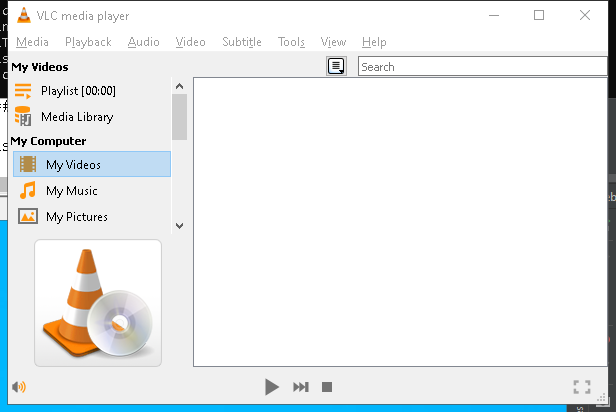 VLC media player
Media Playback Audio Video Subtitle Tools View Help
My Videos
Search
Playlist [00:00]
Media Library
My Computer
My Videos
My Music
My Pictures